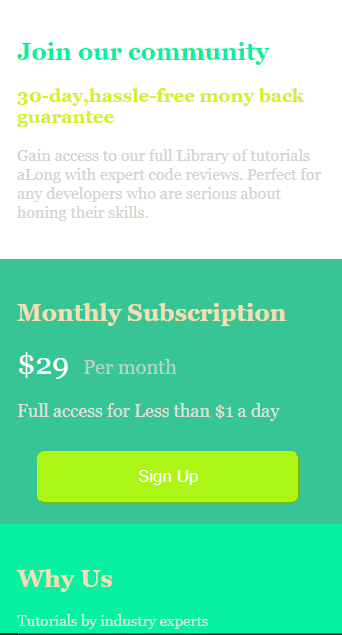 Join our community
30-day,hassle-free mony back
guarantee
Gain access to our full Library of tutorials
aLong with expert code reviews. Perfect for
any developers who are serious about
honing their skills.
Monthly Subscription
$29 Per month
Full access for Less than $1 a day
Sign Up
Why Us
Tutorials by industry experts